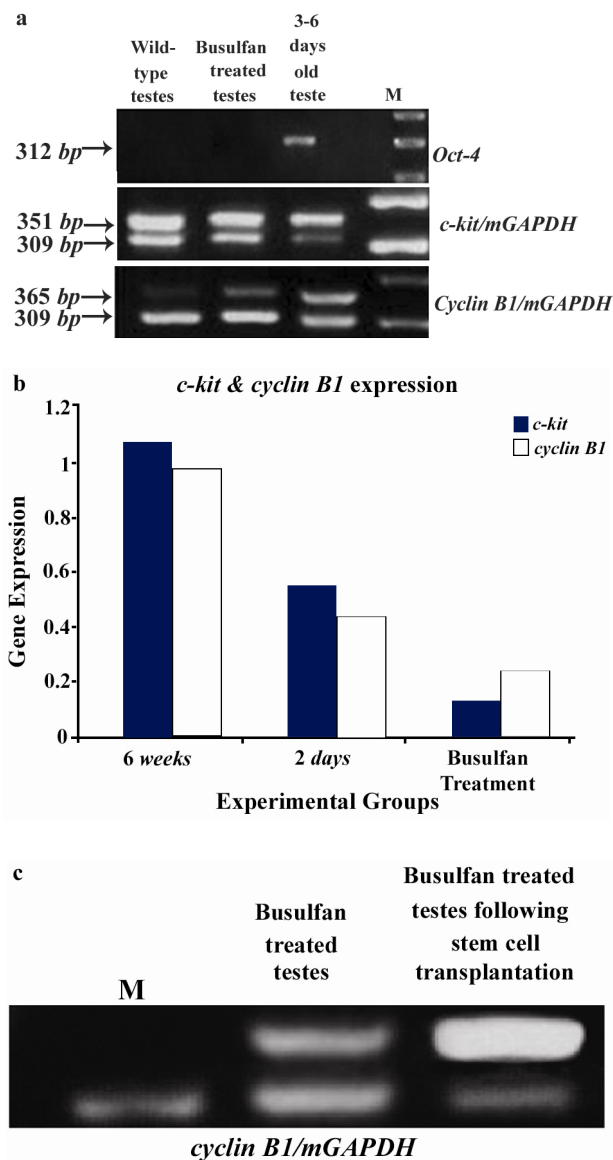 a
Wild-
type
testes
Busulfan
treated
testes
3-6
days
old
teste
M
312 bp
Oct-4
351 bp
309 bp
c-kit/mGAPDH
365 bp
309 bp
Cyclin B1/mGAPDH
b
c-kit & cyclin B1 expression
c-kit
cyclin B1
Gene Expression
1.2
1
0.8
0.6
0.4
0.2
0
6 weeks
2 days
Busulfan
Treatment
Experimental Groups
c
M
Busulfan
treated
testes
Busulfan treated
testes following
stem cell
transplantation
cyclin B1/mGAPDH